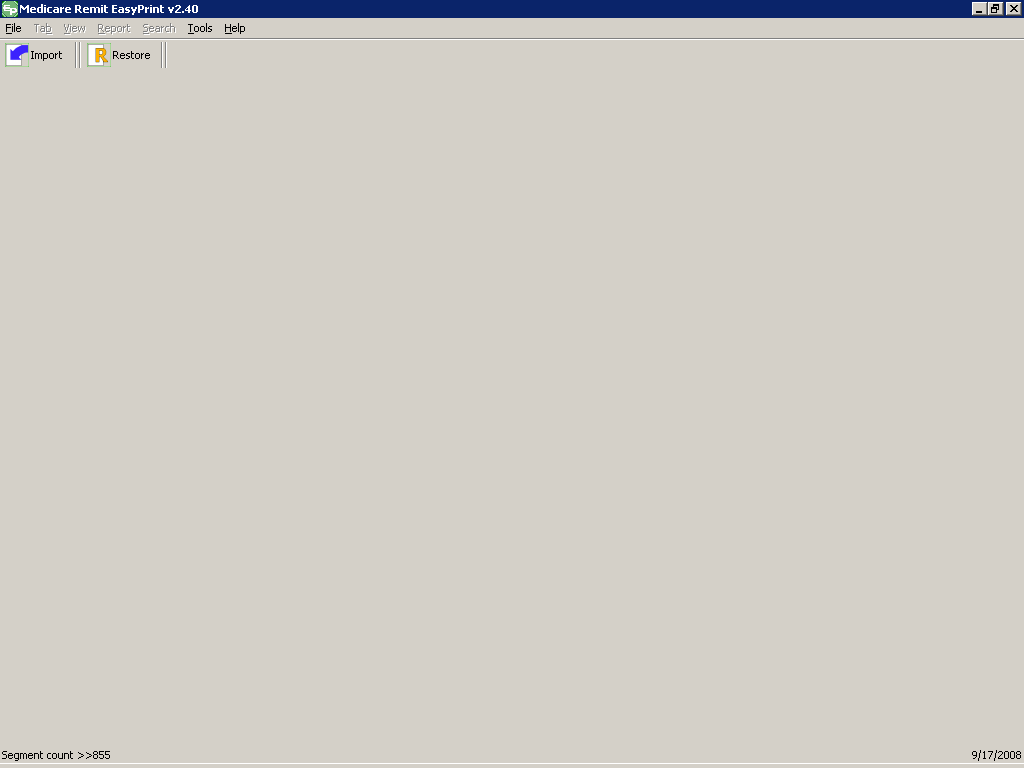 Medicare Remit EasyPrint v2.40
File Tab View Report Search Tools Help
Import R Restore
Segment count >>855 9/17/2008